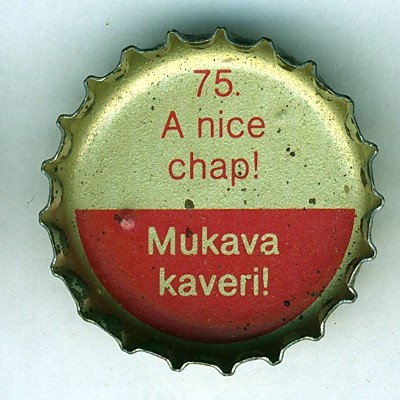 75.
A nice
chap!
Mukava
kaveri!